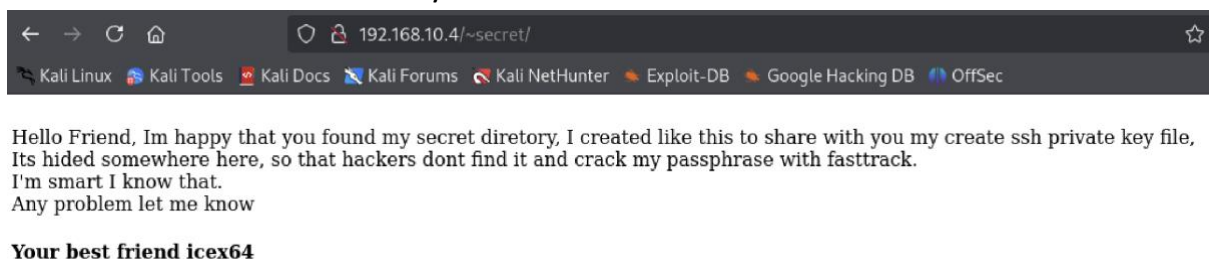 192.168.10.4/~secret/
Kali Linux Kali Tools Kali Docs Kali Forums Kali NetHunter Exploit-DB Google Hacking DB OffSec
Hello Friend, Im happy that you found my secret diretory, I created like this to share with you my create ssh private key file,
Its hided somewhere here, so that hackers dont find it and crack my passphrase with fasttrack.
I'm smart I know that.
Any problem let me know
Your best friend icex64